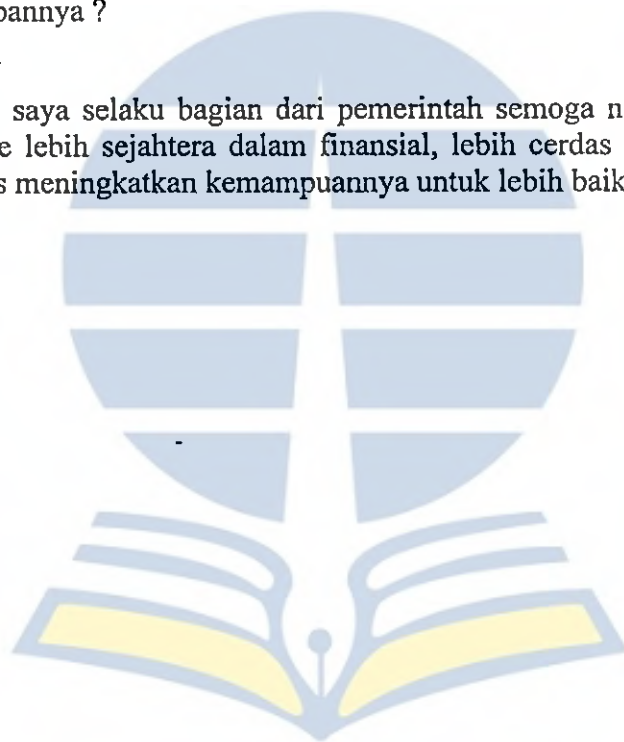 pannya ?
saya selaku bagian dari pemerintah semoga n
e lebih sejahtera dalam finansial, lebih cerdas
s meningkatkan kemampuannya untuk lebih baik